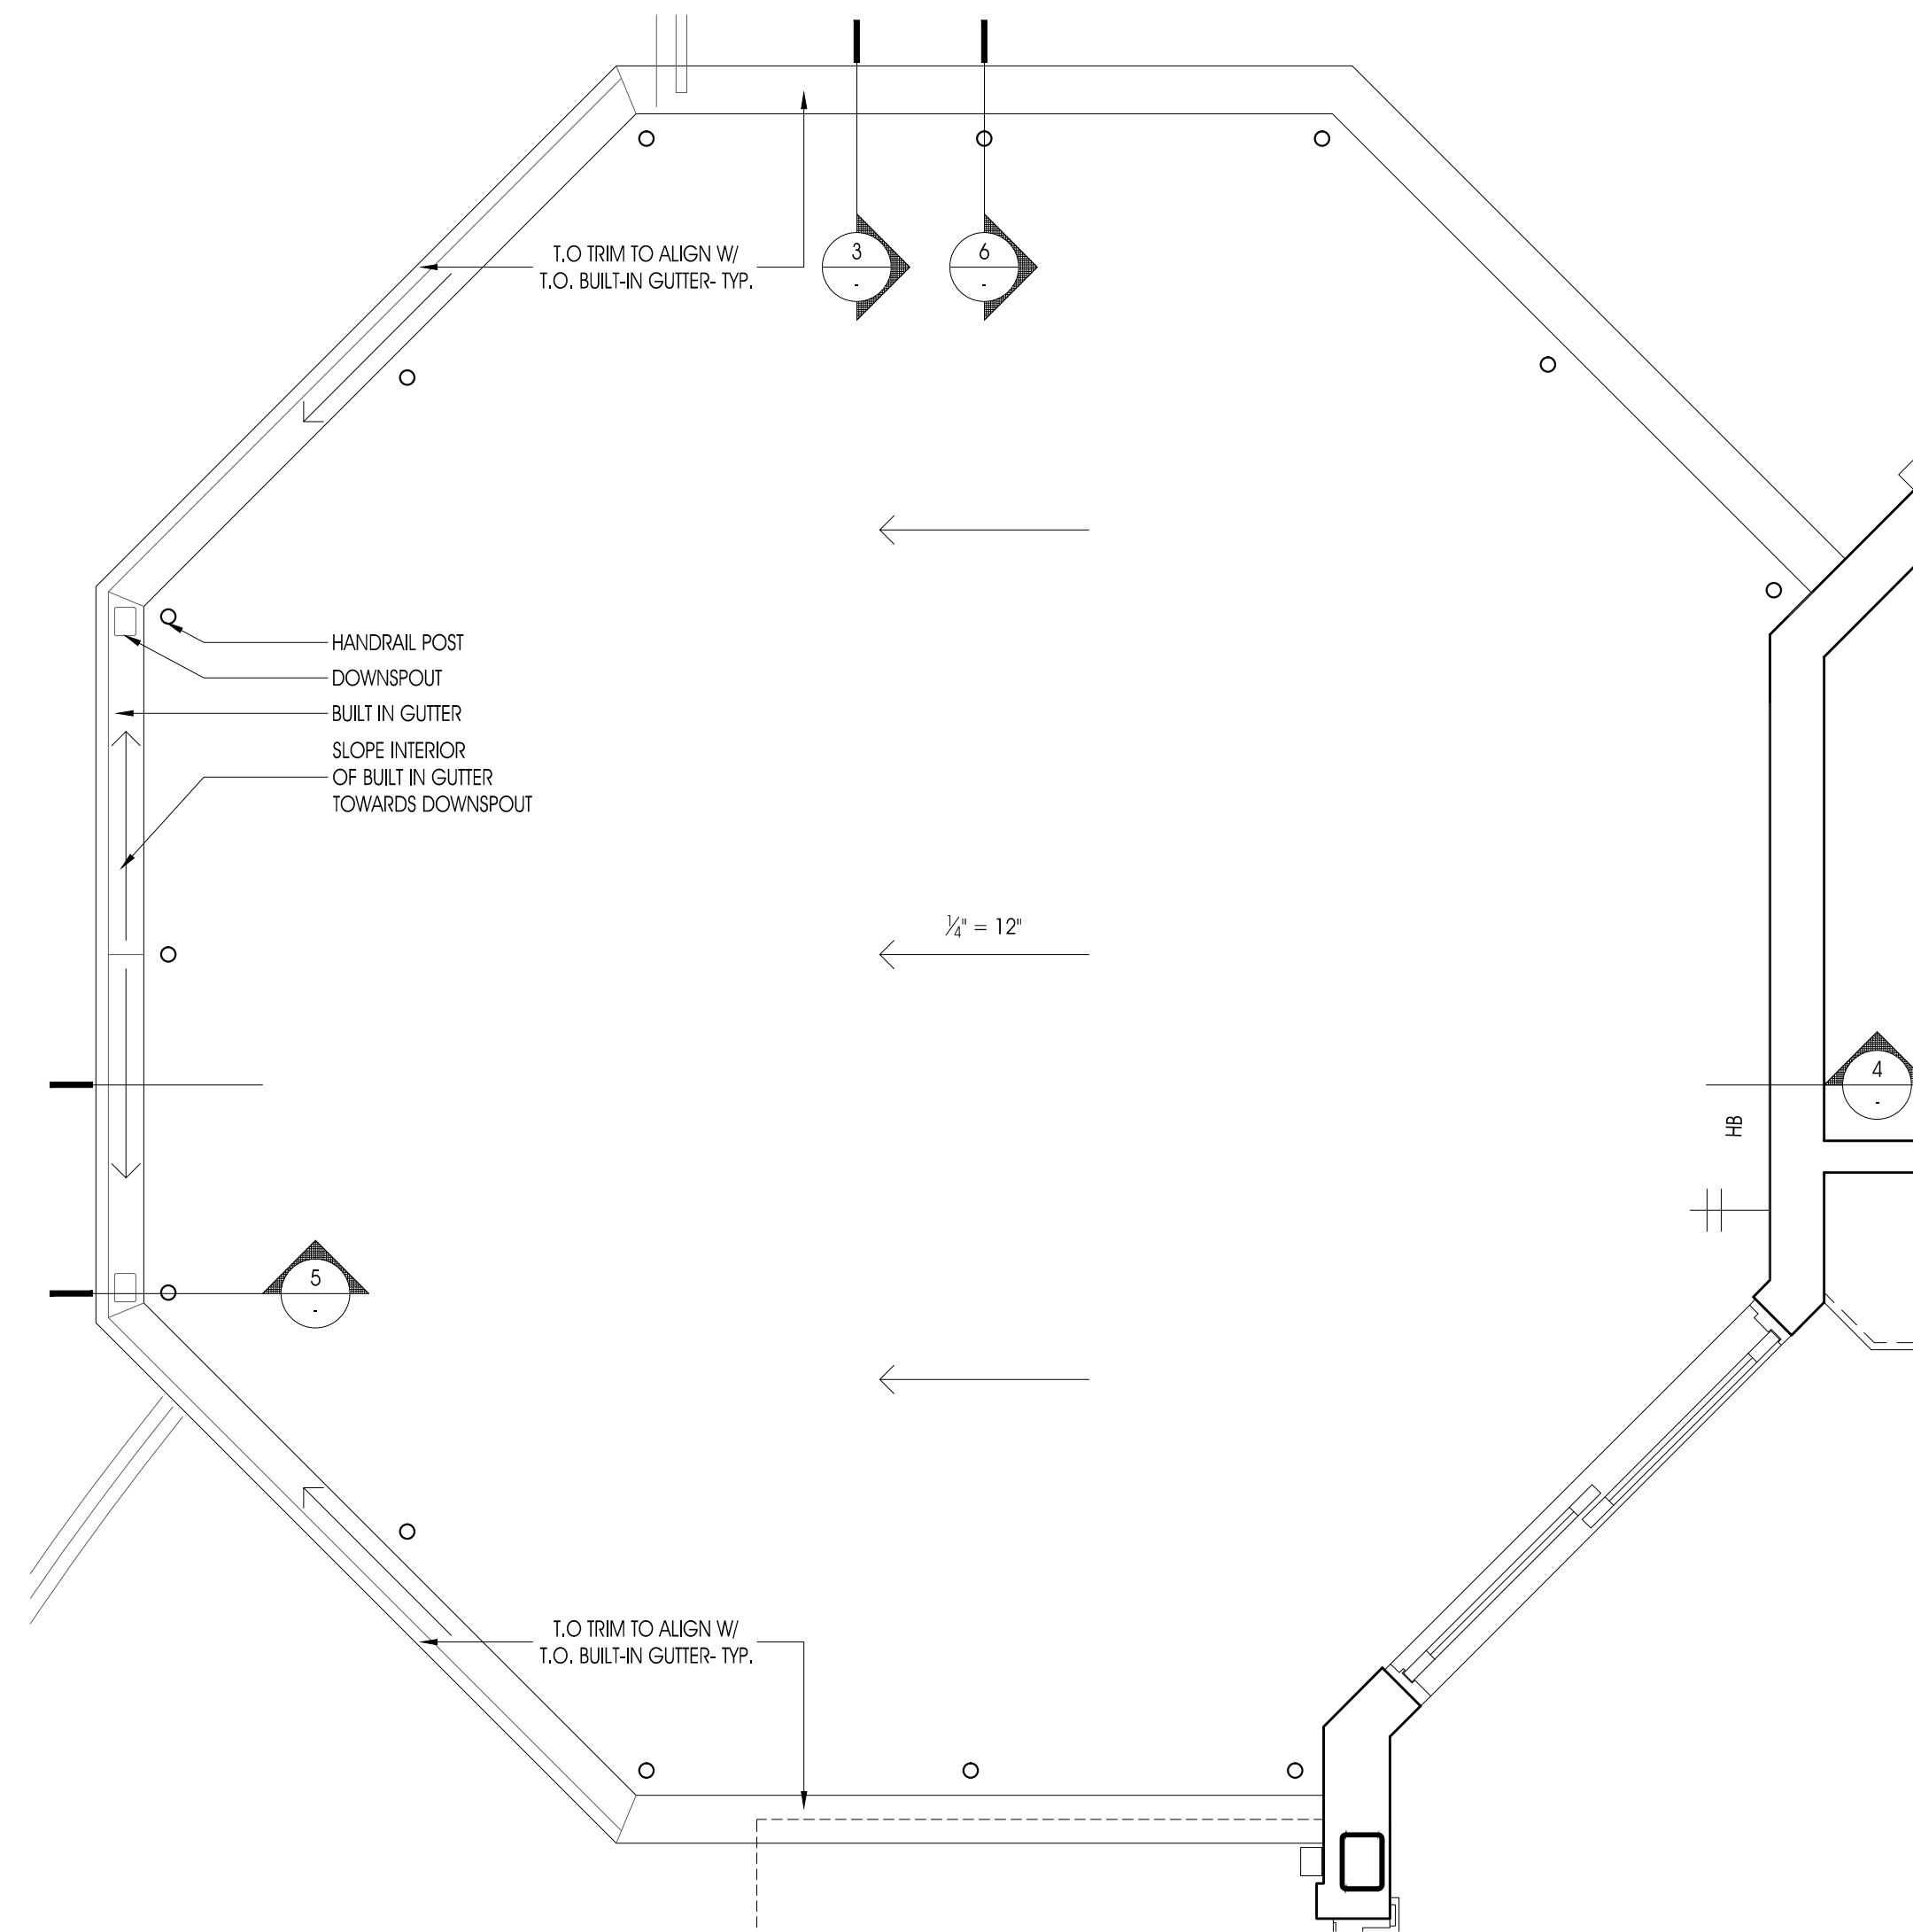 T.O TRIM TO ALIGN W/
T.O. BUILT-IN GUTTER- TYP.
3
-
6
-
HANDRAIL POST
DOWNSPOUT
BUILT IN GUTTER
SLOPE INTERIOR
OF BUILT IN GUTTER
TOWARDS DOWNSPOUT
1/4" = 12"
4
-
HB
5
-
T.O TRIM TO ALIGN W/
T.O. BUILT-IN GUTTER- TYP.